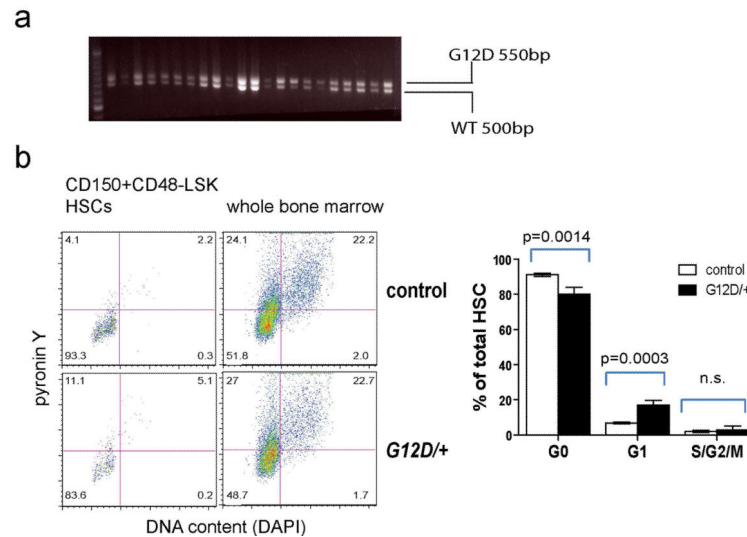 a
G12D 550bp
WT 500bp
b
CD150+CD48-LSK
HSCs
whole bone marrow
4.1 2.2
93.3 0.3
24.1 22.2
51.8 2.0
control
11.1 5.1
83.6 0.2
27 22.7
48.7 1.7
G12D/+
pyronin Y
DNA content (DAPI)
p=0.0014
control
G12D/+
p=0.0003
n.s.
% of total HSC
100
80
60
40
20
0
G0 G1 S/G2/M